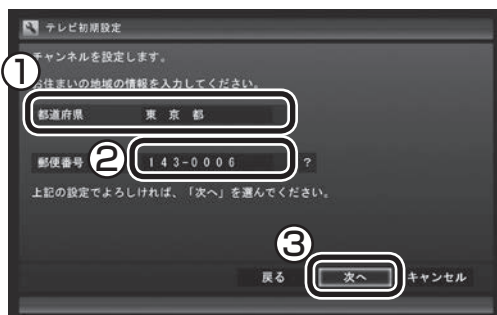 テレビ初期設定
チャンネルを設定します。
①
お住まいの地域の情報を入力してください。
都道府県 東京都
郵便番号 ② 143-0006 ?
上記の設定でよろしければ、「次へ」を選んでください。
③
戻る 次へ キャンセル